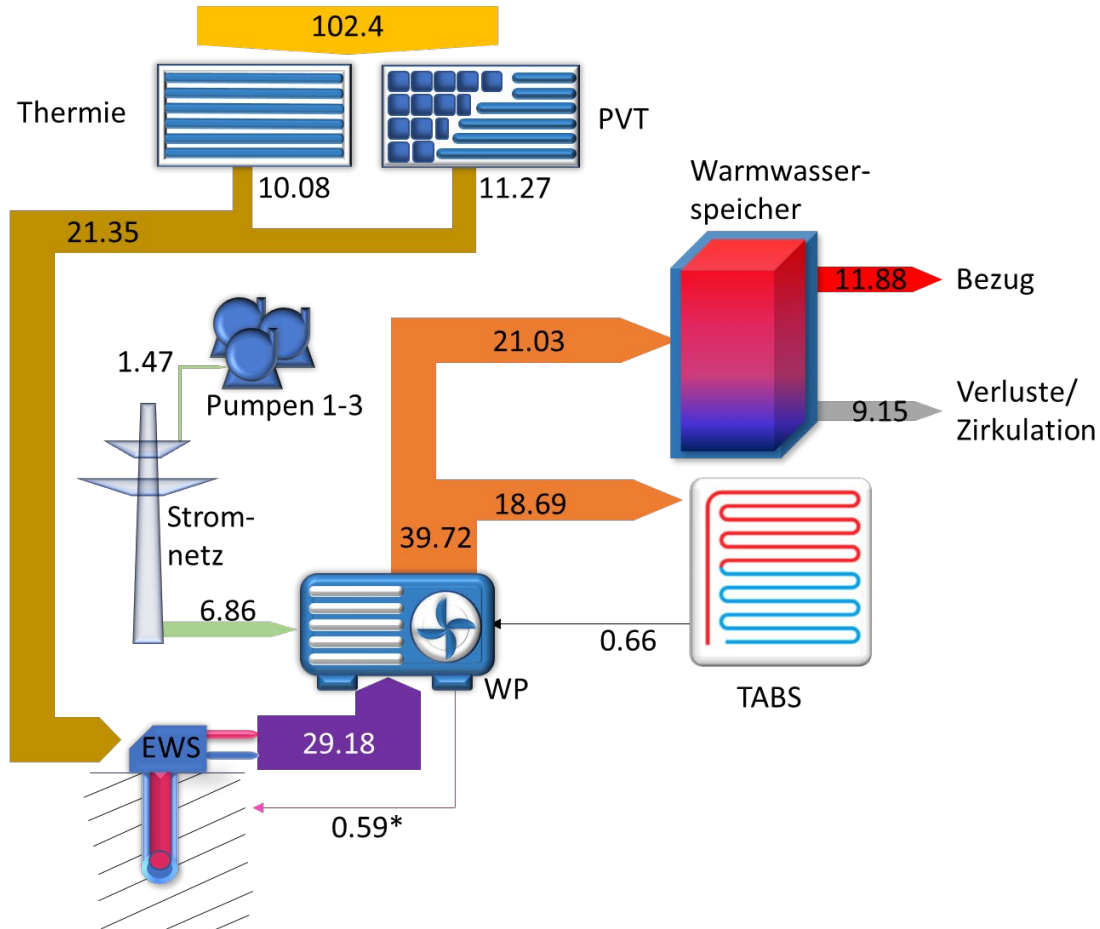 102.4
Thermie
PVT
10.08
11.27
21.35
Warmwasser-
speicher
11.88
Bezug
1.47
21.03
Pumpen 1-3
9.15
Verluste/
Zirkulation
18.69
Strom-
netz
39.72
6.86
0.66
WP
TABS
EWS
29.18
0.59*